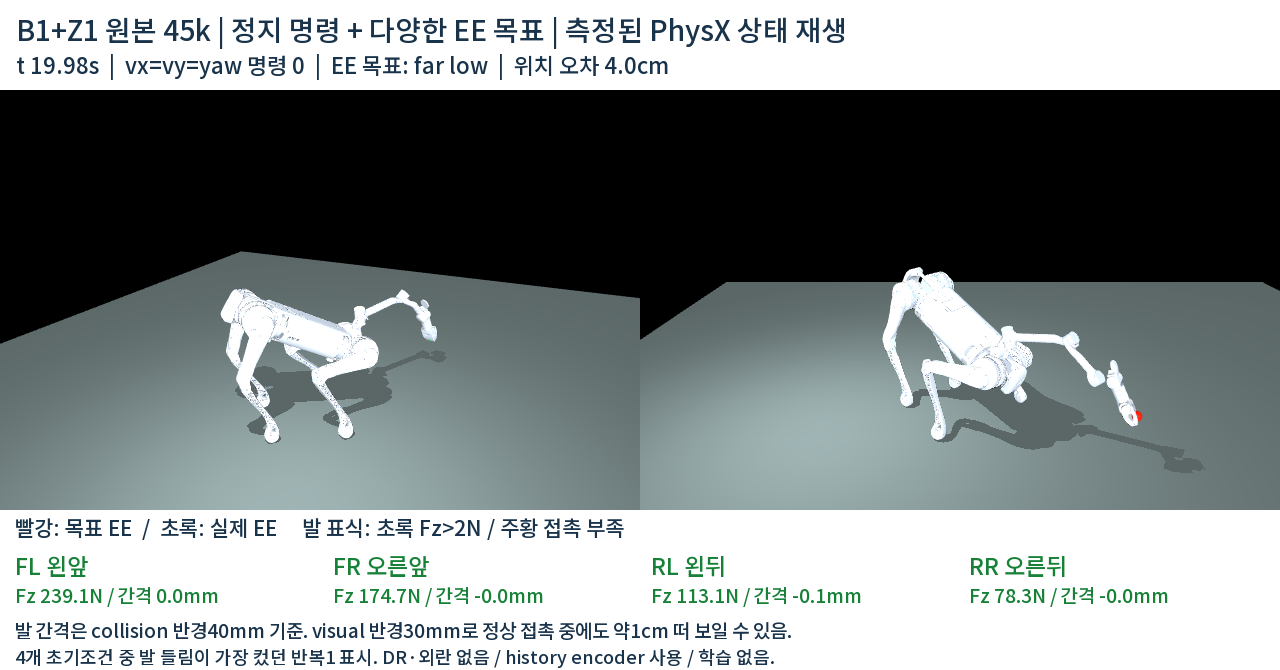 B1+Z1 원본 45k | 정지 명령 + 다양한 EE 목표 | 측정된 PhysX 상태 재생
t 19.98s | vx=vy=yaw 명령 0 | EE 목표: far low | 위치 오차 4.0cm
빨강: 목표 EE / 초록: 실제 EE 발 표식: 초록 Fz>2N / 주황 접촉 부족
FL 왼앞 FR 오른앞 RL 왼뒤 RR 오른뒤
Fz 239.1N / 간격 0.0mm Fz 174.7N / 간격 -0.0mm Fz 113.1N / 간격 -0.1mm Fz 78.3N / 간격 -0.0mm
발 간격은 collision 반경40mm 기준. visual 반경30mm로 정상 접촉 중에도 약1cm 떠 보일 수 있음.
4개 초기조건 중 발 들림이 가장 컸던 반복1 표시. DR·외란 없음 / history encoder 사용 / 학습 없음.